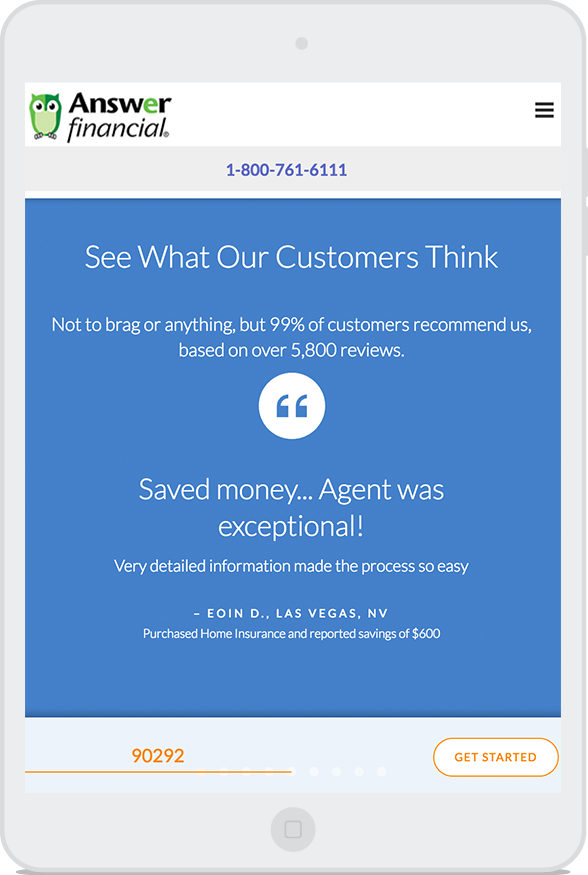 Answer
financial®
1-800-761-6111
See What Our Customers Think
Not to brag or anything, but 99% of customers recommend us,
based on over 5,800 reviews.
“
Saved money... Agent was
exceptional!
Very detailed information made the process so easy
– EOIN D., LAS VEGAS, NV
Purchased Home Insurance and reported savings of $600
90292
GET STARTED